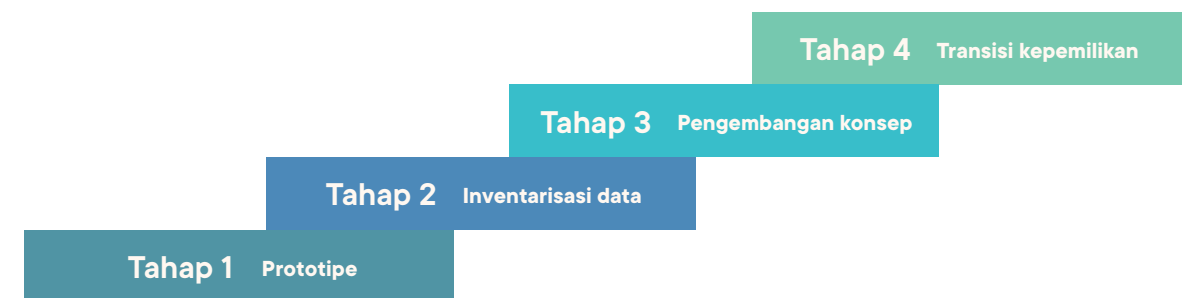 Tahap 4 Transisi kepemilikan
Tahap 3 Pengembangan konsep
Tahap 2 Inventarisasi data
Tahap 1 Prototipe